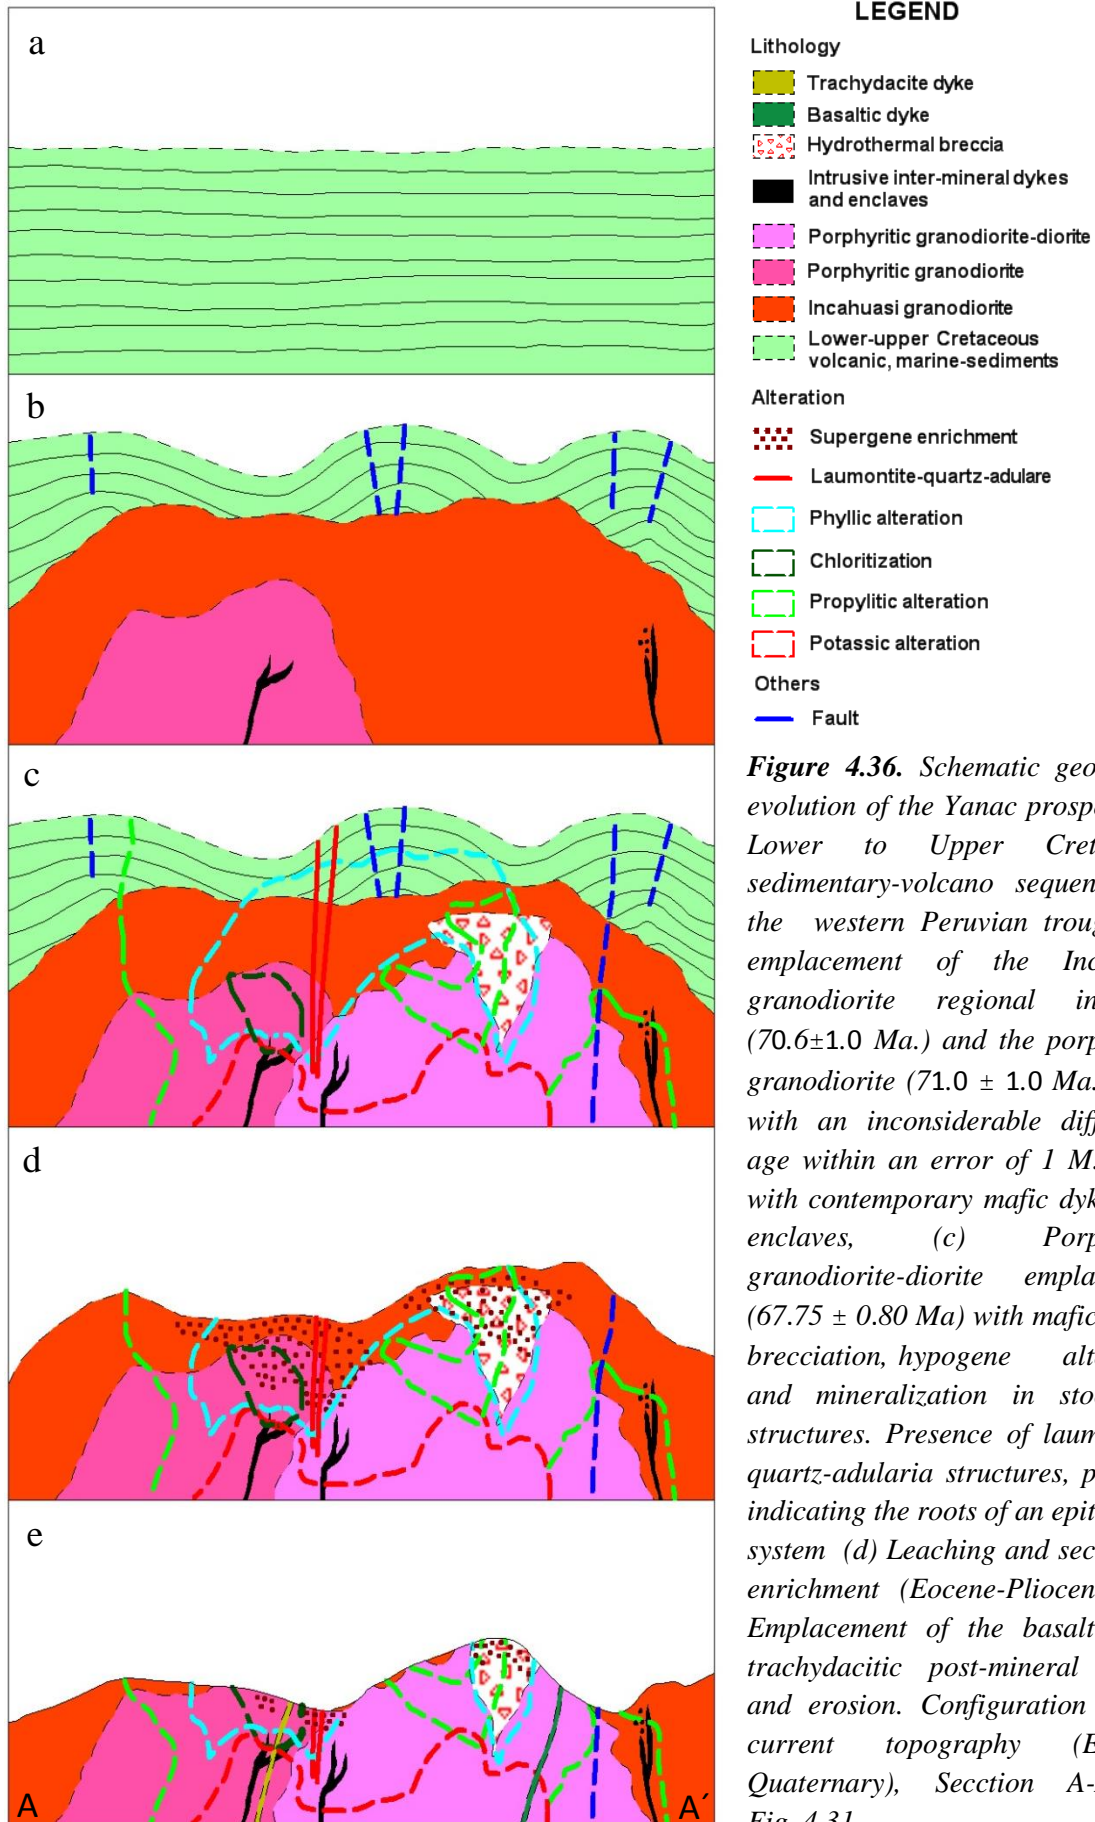 a
b
c
d
e
A
A´
LEGEND
Lithology
Trachydacite dyke
Basaltic dyke
Hydrothermal breccia
Intrusive inter-mineral dykes
and enclaves
Porphyritic granodiorite-diorite
Porphyritic granodiorite
Incahuasi granodiorite
Lower-upper Cretaceous
volcanic, marine-sediments
Alteration
Supergene enrichment
Laumontite-quartz-adulare
Phyllic alteration
Chloritization
Propylitic alteration
Potassic alteration
Others
Fault
Figure 4.36. Schematic geo
evolution of the Yanac prosp
Lower to Upper Cret
sedimentary-volcano sequen
the western Peruvian troug
emplacement of the Inc
granodiorite regional in
(70.6±1.0 Ma.) and the porp
granodiorite (71.0 ± 1.0 Ma.
with an inconsiderable diff
age within an error of 1 M.
with contemporary mafic dyk
enclaves, (c) Porp
granodiorite-diorite empla
(67.75 ± 0.80 Ma) with mafic
brecciation, hypogene alt
and mineralization in sto
structures. Presence of laum
quartz-adularia structures, p
indicating the roots of an epit
system (d) Leaching and sec
enrichment (Eocene-Pliocen
Emplacement of the basalt
trachydacitic post-mineral
and erosion. Configuration
current topography (E
Quaternary), Secction A-
Fig. 4.31